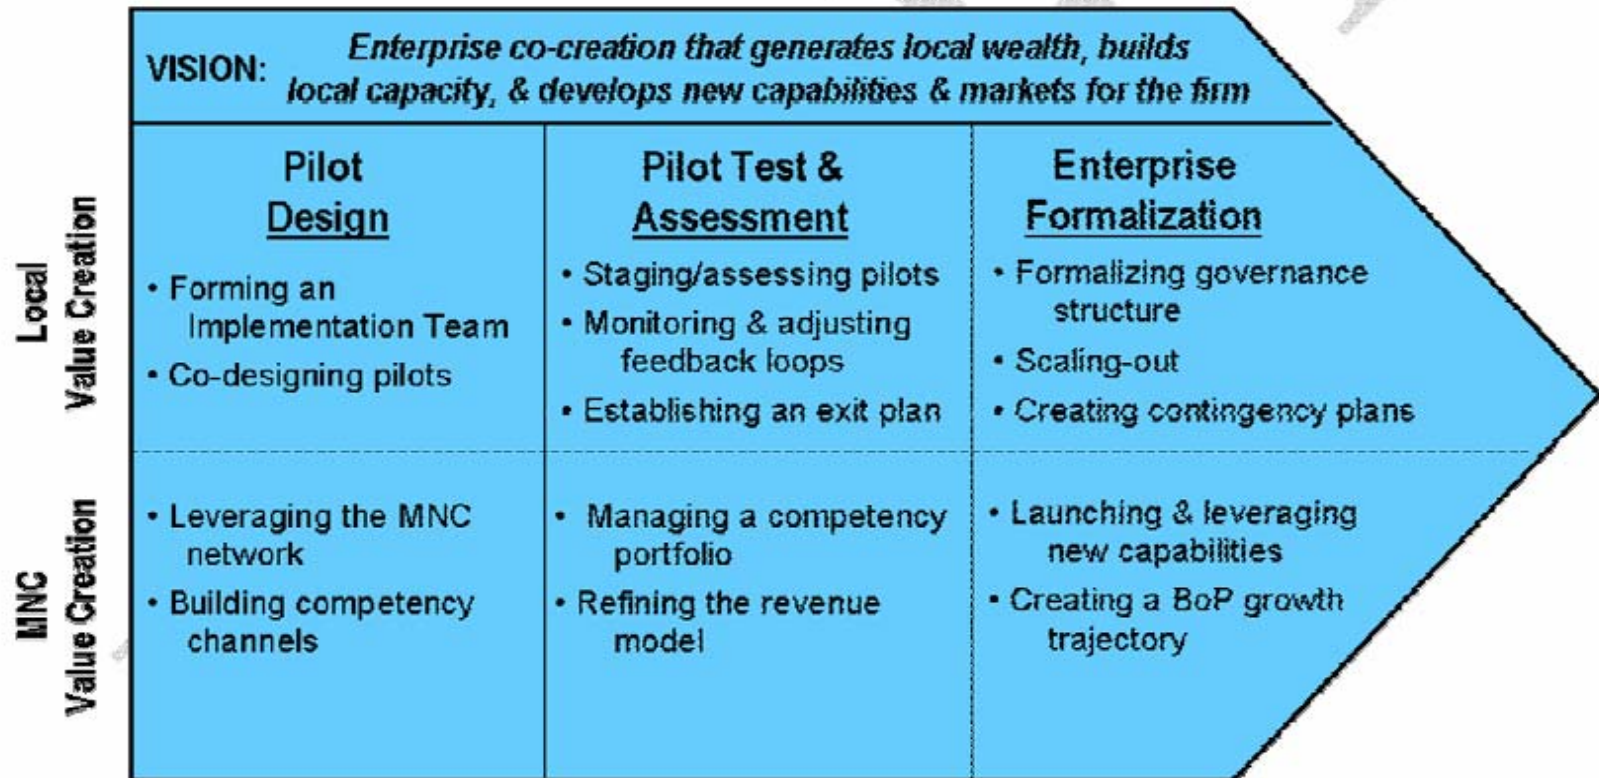 VISION: Enterprise co-creation that generates local wealth, builds
local capacity, & develops new capabilities & markets for the firm
Local
Value Creation
Pilot
Design
• Forming an
Implementation Team
• Co-designing pilots
Pilot Test &
Assessment
• Staging/assessing pilots
• Monitoring & adjusting
feedback loops
• Establishing an exit plan
Enterprise
Formalization
• Formalizing governance
structure
• Scaling-out
• Creating contingency plans
MNC
Value Creation
• Leveraging the MNC
network
• Building competency
channels
• Managing a competency
portfolio
• Refining the revenue
model
• Launching & leveraging
new capabilities
• Creating a BoP growth
trajectory